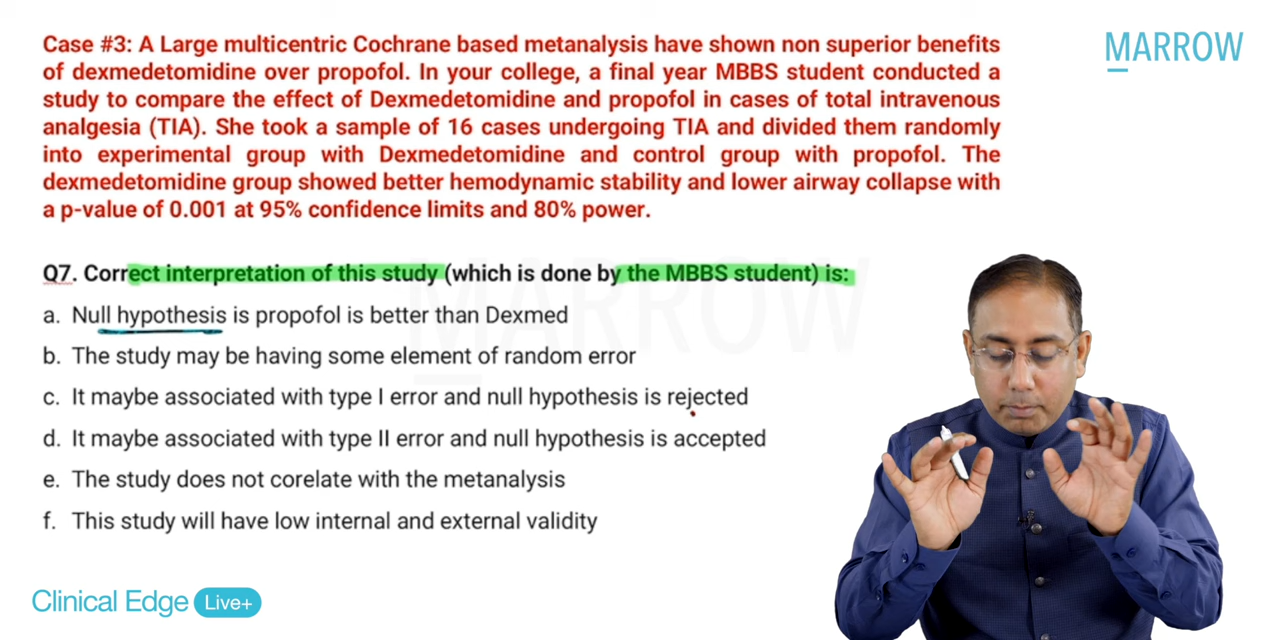 MARROW
Case #3: A Large multicentric Cochrane based metanalysis have shown non superior benefits
of dexmedetomidine over propofol. In your college, a final year MBBS student conducted a
study to compare the effect of Dexmedetomidine and propofol in cases of total intravenous
analgesia (TIA). She took a sample of 16 cases undergoing TIA and divided them randomly
into experimental group with Dexmedetomidine and control group with propofol. The
dexmedetomidine group showed better hemodynamic stability and lower airway collapse with
a p-value of 0.001 at 95% confidence limits and 80% power.
Q7. Correct interpretation of this study (which is done by the MBBS student) is:
MARROW
a. Null hypothesis is propofol is better than Dexmed
b. The study may be having some element of random error
c. It maybe associated with type I error and null hypothesis is rejected
d. It maybe associated with type II error and null hypothesis is accepted
e. The study does not corelate with the metanalysis
f. This study will have low internal and external validity
Clinical Edge Live+